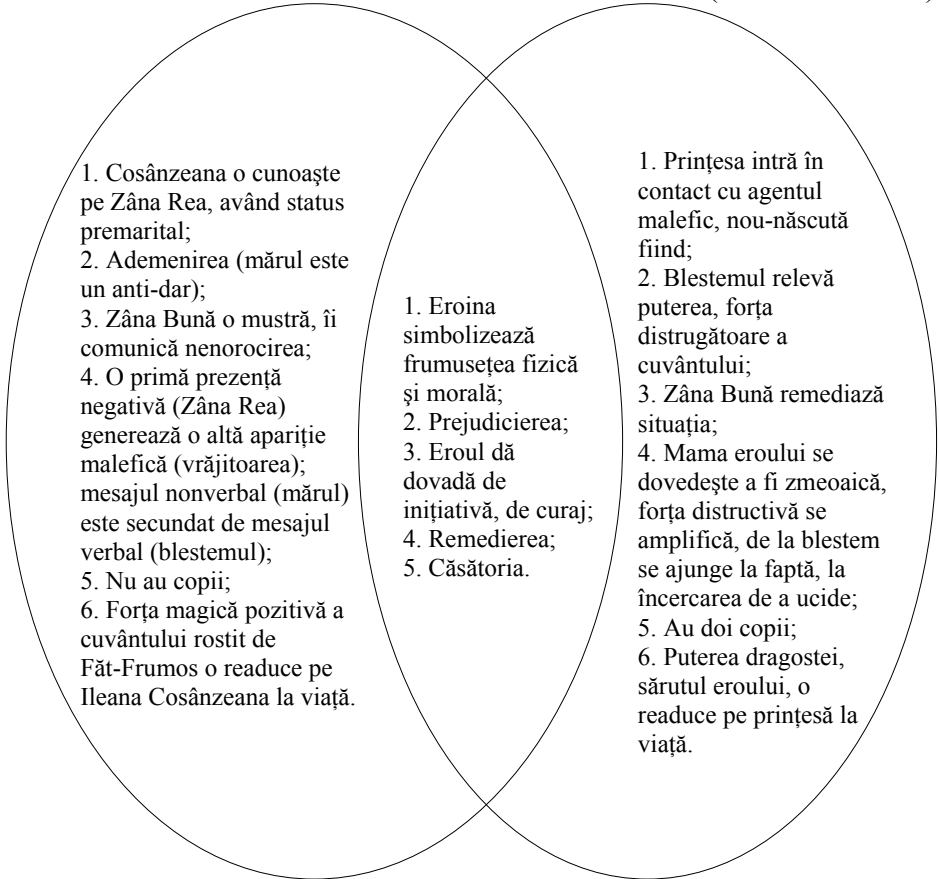 1. Cosânzeana o cunoaşte
pe Zâna Rea, având status
premarital;
2. Ademenirea (mărul este
un anti-dar);
3. Zâna Bună o mustră, îi
comunică nenorocirea;
4. O primă prezență
negativă (Zâna Rea)
generează o altă apariție
malefică (vrăjitoarea);
mesajul nonverbal (mărul)
este secundat de mesajul
verbal (blestemul);
5. Nu au copii;
6. Forța magică pozitivă a
cuvântului rostit de
Făt-Frumos o readuce pe
Ileana Cosânzeana la viață.
1. Eroina
simbolizează
frumusețea fizică
şi morală;
2. Prejudicierea;
3. Eroul dă
dovadă de
inițiativă, de curaj;
4. Remedierea;
5. Căsătoria.
1. Prințesa intră în
contact cu agentul
malefic, nou-născută
fiind;
2. Blestemul relevă
puterea, forța
distrugătoare a
cuvântului;
3. Zâna Bună remediază
situația;
4. Mama eroului se
dovedeşte a fi zmeoaică,
forța distructivă se
amplifică, de la blestem
se ajunge la faptă, la
încercarea de a ucide;
5. Au doi copii;
6. Puterea dragostei,
sărutul eroului, o
readuce pe prințesă la
viață.